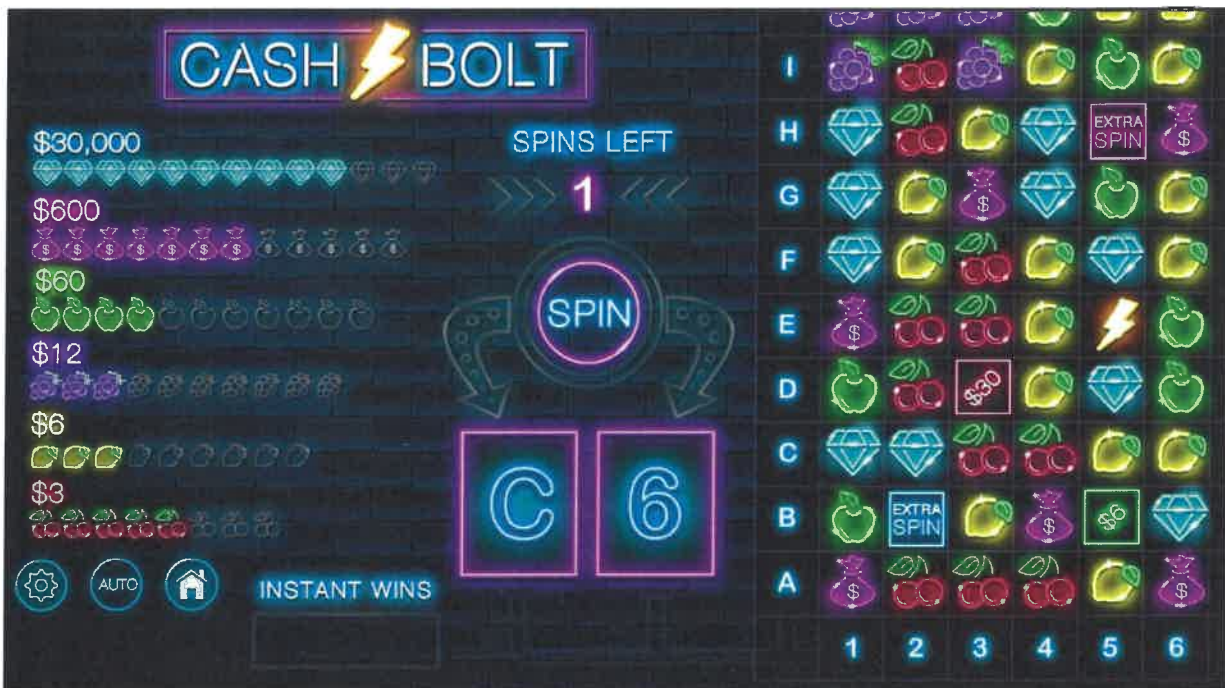 CASH BOLT
$30,000
$600
$60
$12
$6
$3
AUTO
INSTANT WINS
SPINS LEFT
1
SPIN
C 6
I
H EXTRA SPIN $
G $
F
E $
D $30
C
B EXTRA SPIN $ $6
A $ $
1 2 3 4 5 6